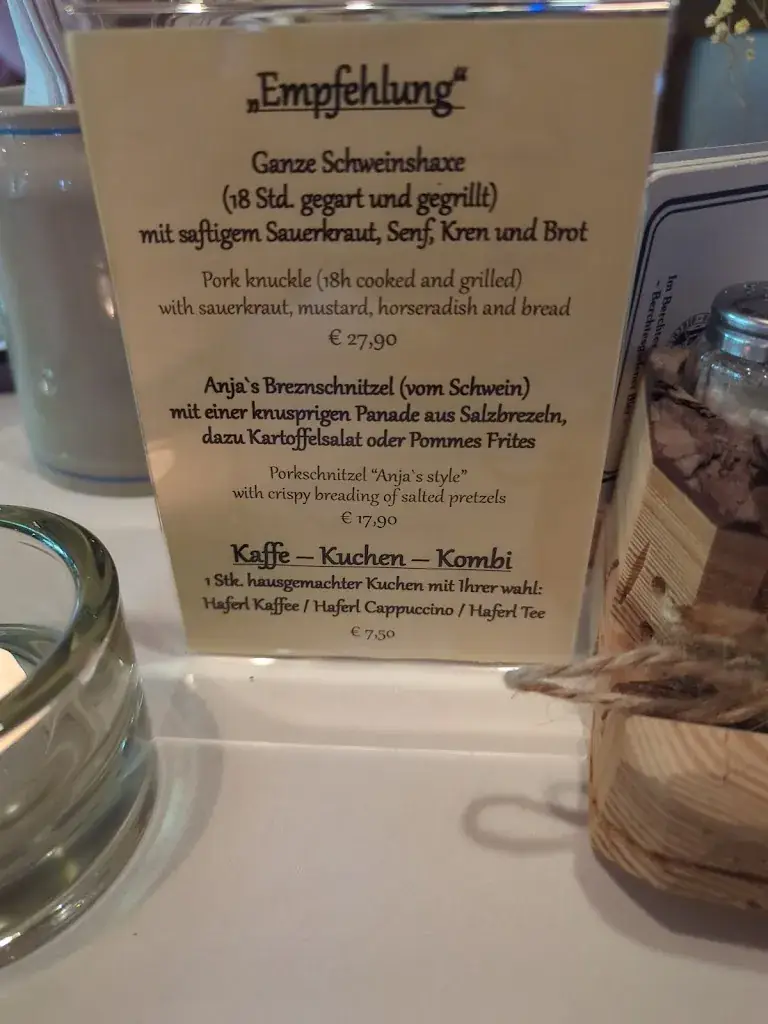 „Empfehlung“
Ganze Schweinshaxe
(18 Std. gegart und gegrillt)
mit saftigem Sauerkraut, Senf, Kren und Brot
Pork knuckle (18h cooked and grilled)
with sauerkraut, mustard, horseradish and bread
€ 27,90
Anja`s Breznschnitzel (vom Schwein)
mit einer knusprigen Panade aus Salzbrezeln,
dazu Kartoffelsalat oder Pommes Frites
Porkschnitzel “Anja`s style”
with crispy breading of salted pretzels
€ 17,90
Kaffe – Kuchen – Kombi
1 Stk. hausgemachter Kuchen mit Ihrer wahl:
Haferl Kaffee / Haferl Cappuccino / Haferl Tee
€ 7,50